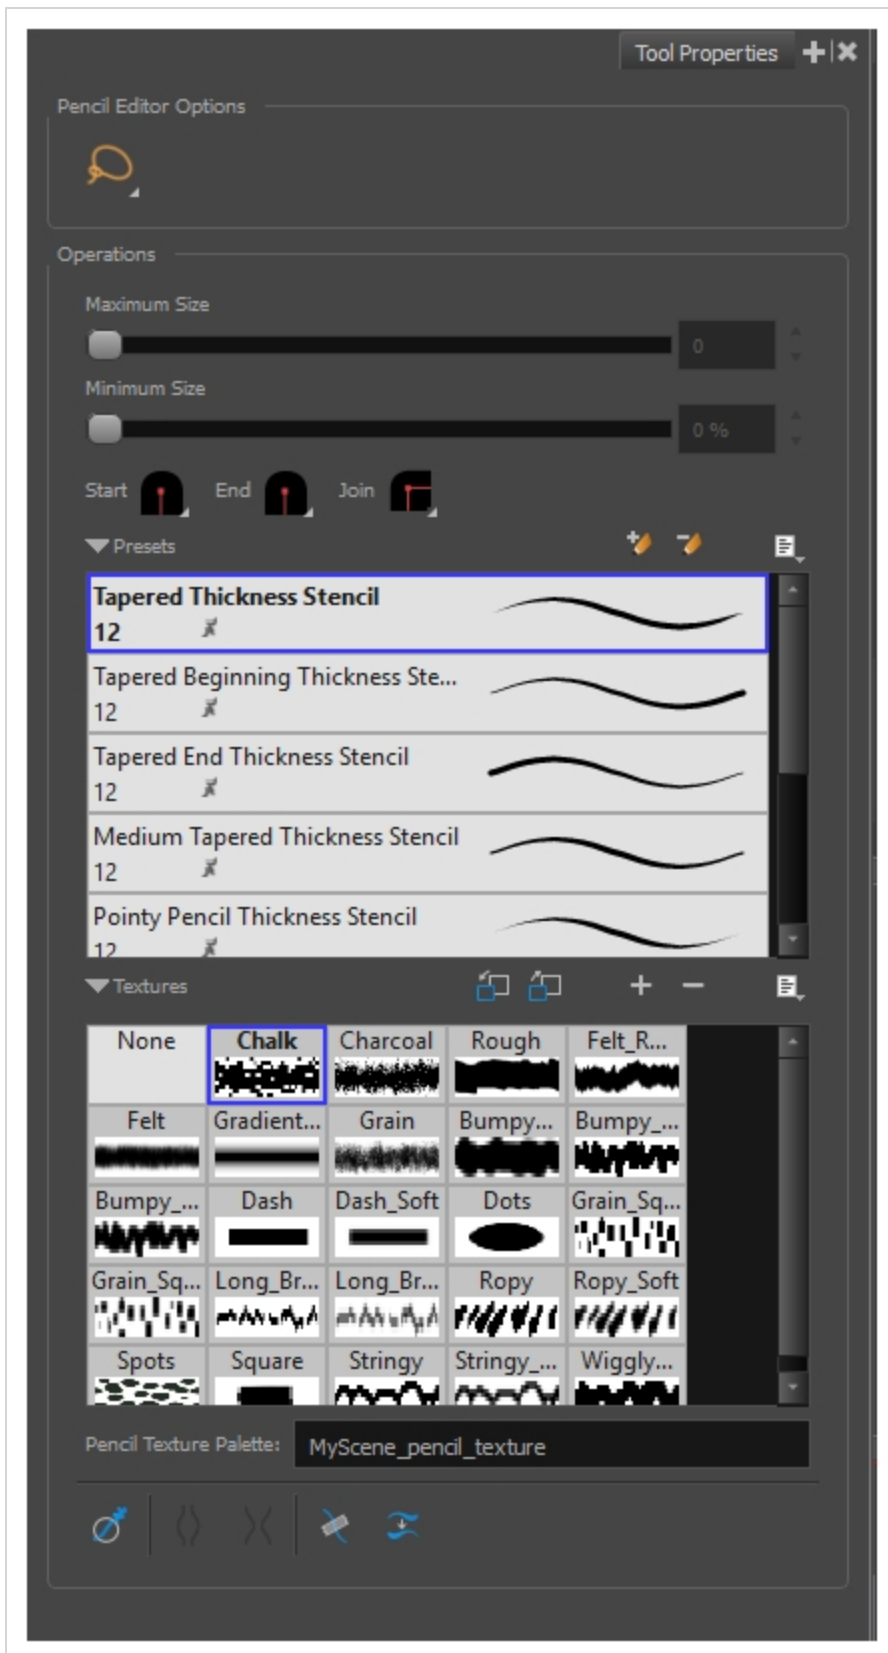 Tool Properties
Pencil Editor Options
Operations
Maximum Size
0
Minimum Size
0 %
Start End Join
Presets
Tapered Thickness Stencil
12
Tapered Beginning Thickness Ste...
12
Tapered End Thickness Stencil
12
Medium Tapered Thickness Stencil
12
Pointy Pencil Thickness Stencil
12
Textures
None Chalk Charcoal Rough Felt_R...
Felt Gradient... Grain Bumpy... Bumpy_...
Bumpy_... Dash Dash_Soft Dots Grain_Sq...
Grain_Sq... Long_Br... Long_Br... Ropy Ropy_Soft
Spots Square Stringy Stringy_... Wiggly...
Pencil Texture Palette: MyScene_pencil_texture